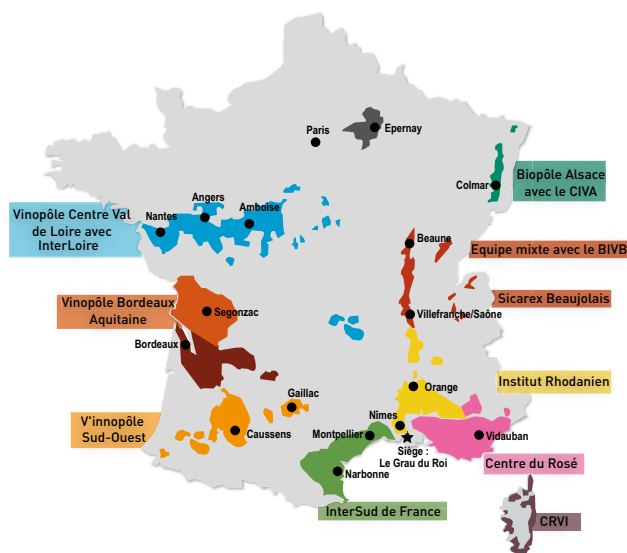 Paris
Epernay
Colmar
Biopôle Alsace
avec le CIVA
Angers
Amboise
Nantes
Vinopôle Centre Val
de Loire avec
InterLoire
Beaune
Equipe mixte avec le BIVB
Vinopôle Bordeaux
Aquitaine
Segonzac
Sicarex Beaujolais
Villefranche/Saône
Bordeaux
Institut Rhodanien
Orange
Gaillac
V'innopôle
Sud-Ouest
Caussens
Nîmes
Montpellier
Vidauban
Siège :
Le Grau du Roi
Centre du Rosé
Narbonne
InterSud de France
CRVI